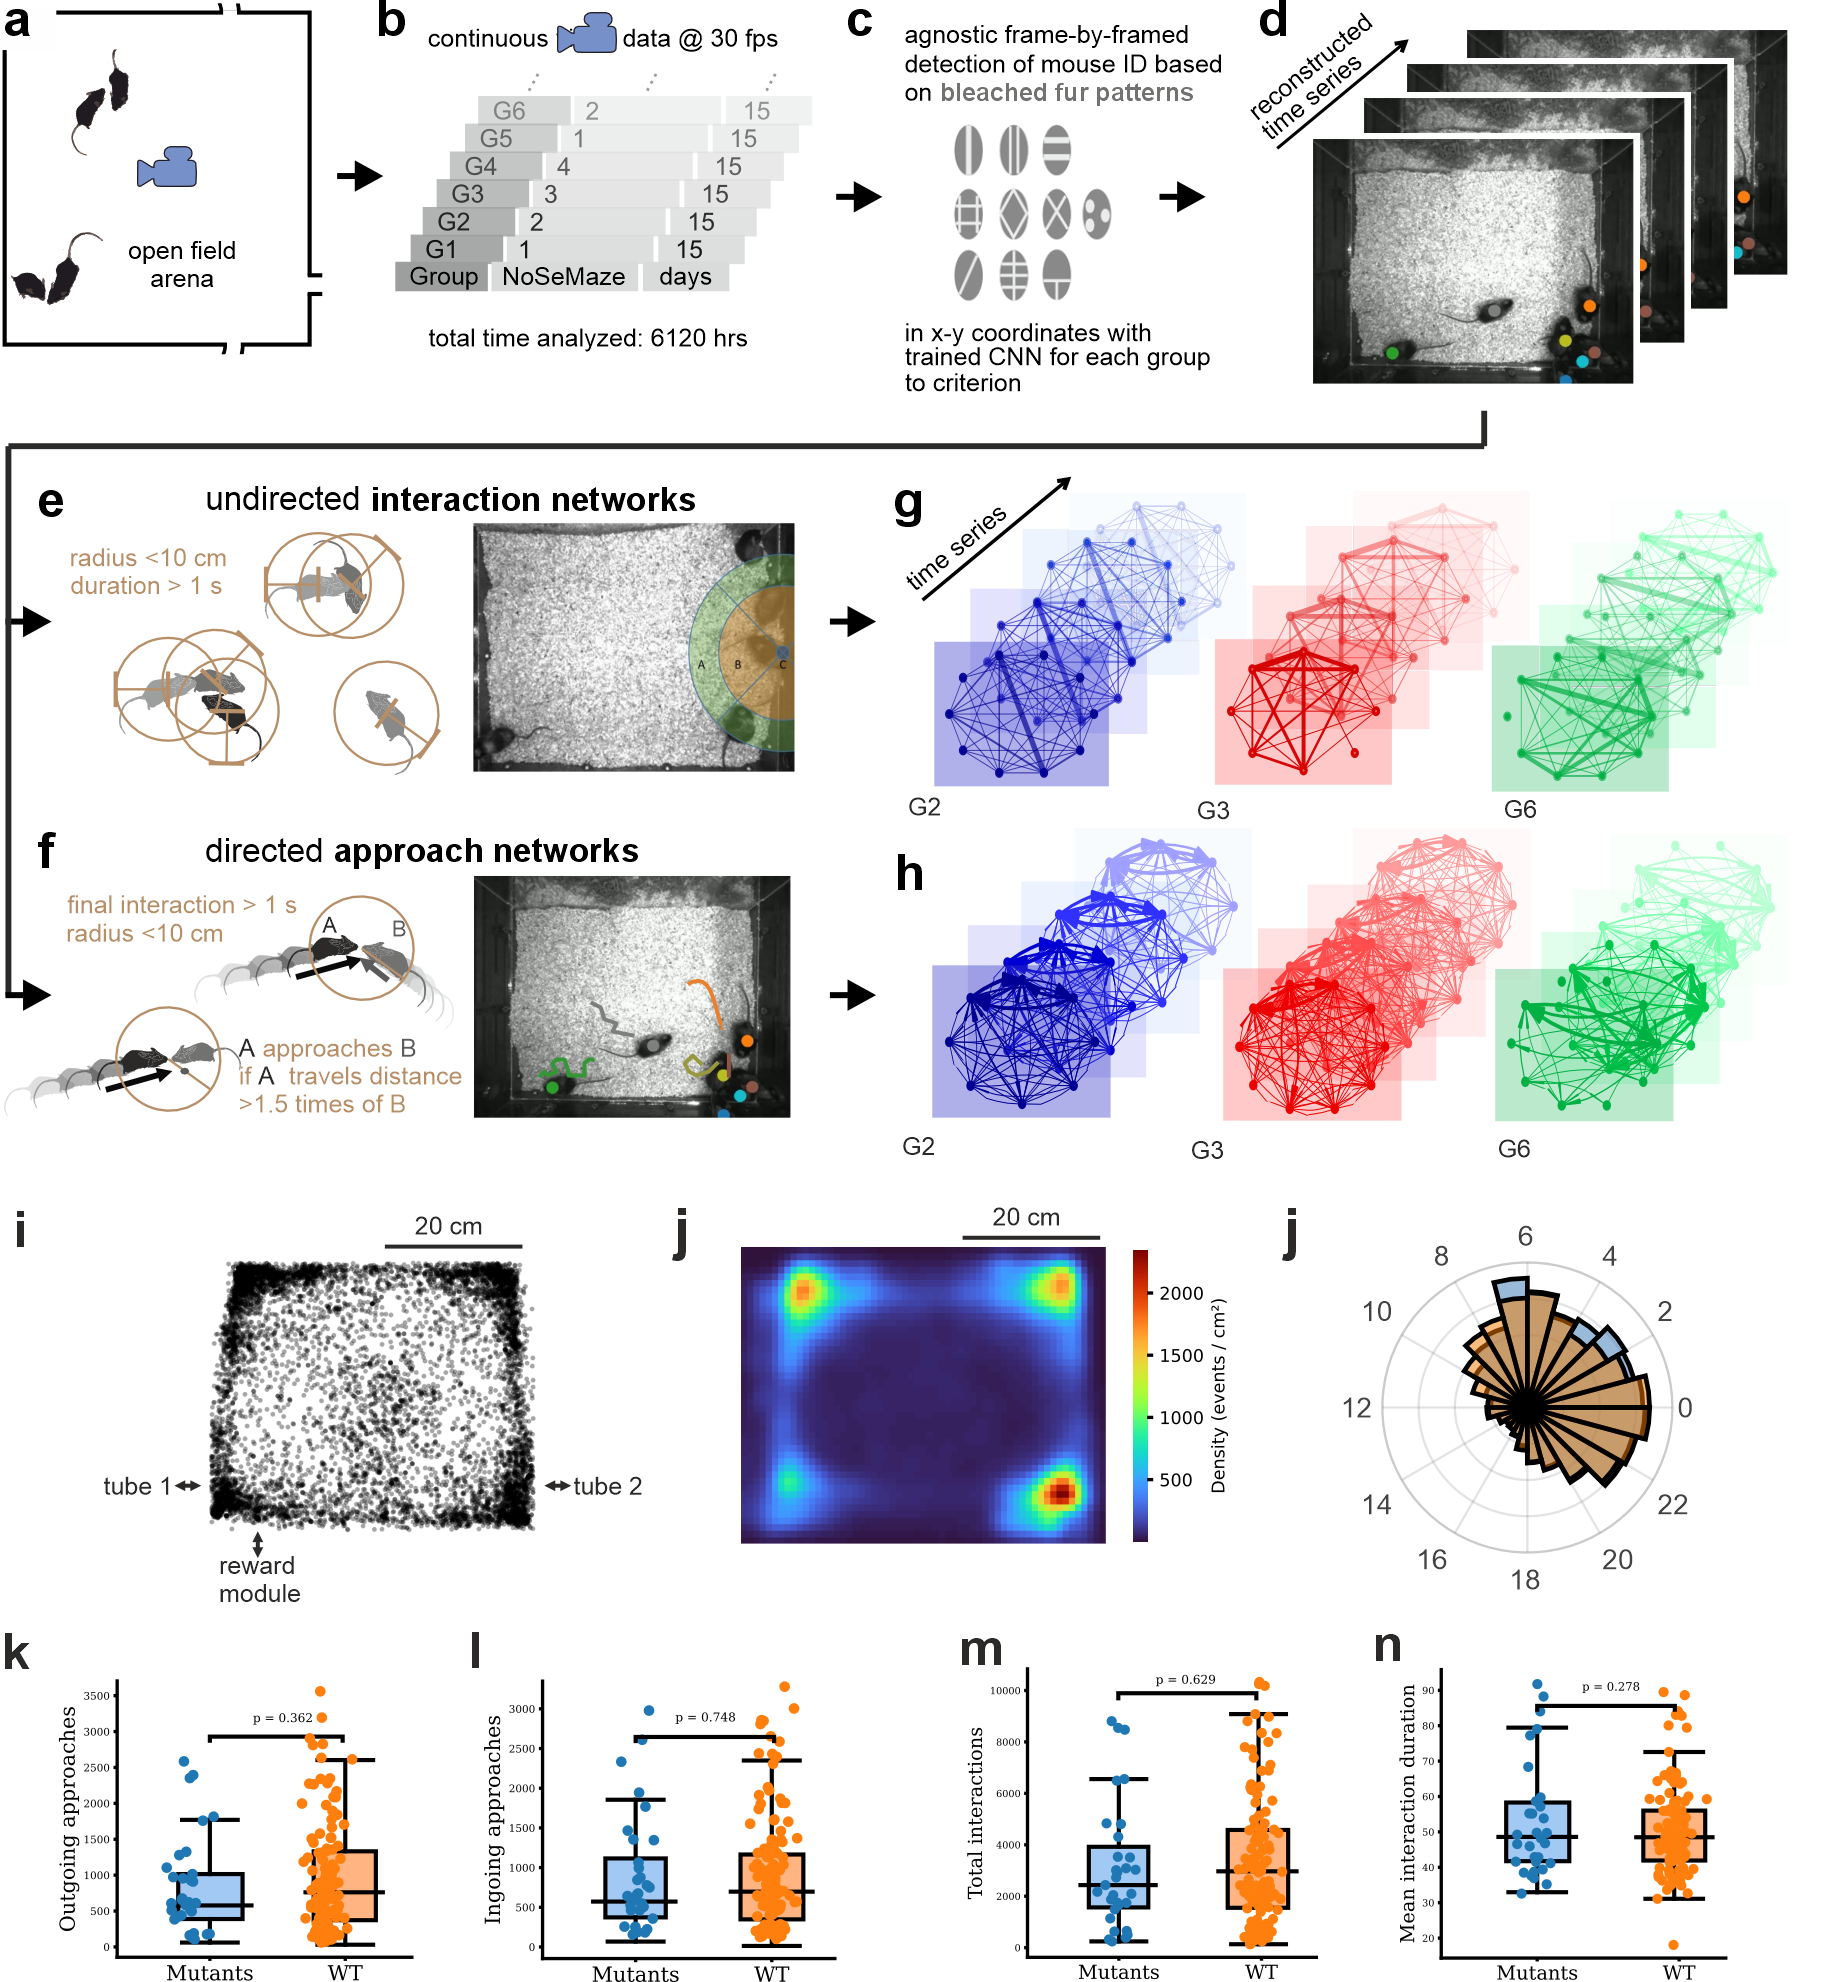 a
open field
arena
b
continuous data @ 30 fps
G6 2 15
G5 1 15
G4 4 15
G3 3 15
G2 2 15
G1 1 15
Group NoSeMaze days
total time analyzed: 6120 hrs
c
agnostic frame-by-framed
detection of mouse ID based
on bleached fur patterns
in x-y coordinates with
trained CNN for each group
to criterion
d
reconstructed
time series
e
undirected interaction networks
radius <10 cm
duration > 1 s
A B C
g
time series
G2
G3
G6
f
directed approach networks
final interaction > 1 s
radius <10 cm
A
B
A approaches B
if A travels distance
>1.5 times of B
h
G2
G3
G6
i
20 cm
tube 1
tube 2
reward
module
j
20 cm
2000
1500
1000
500
Density (events / cm²)
j
6
8
4
10
2
12
0
14
22
16
20
18
k
Outgoing approaches
3500
3000
2500
2000
1500
1000
500
0
p = 0.362
Mutants WT
l
Ingoing approaches
3000
2500
2000
1500
1000
500
0
p = 0.748
Mutants WT
m
Total interactions
10000
8000
6000
4000
2000
0
p = 0.629
Mutants WT
n
Mean interaction duration
90
80
70
60
50
40
30
20
p = 0.278
Mutants WT